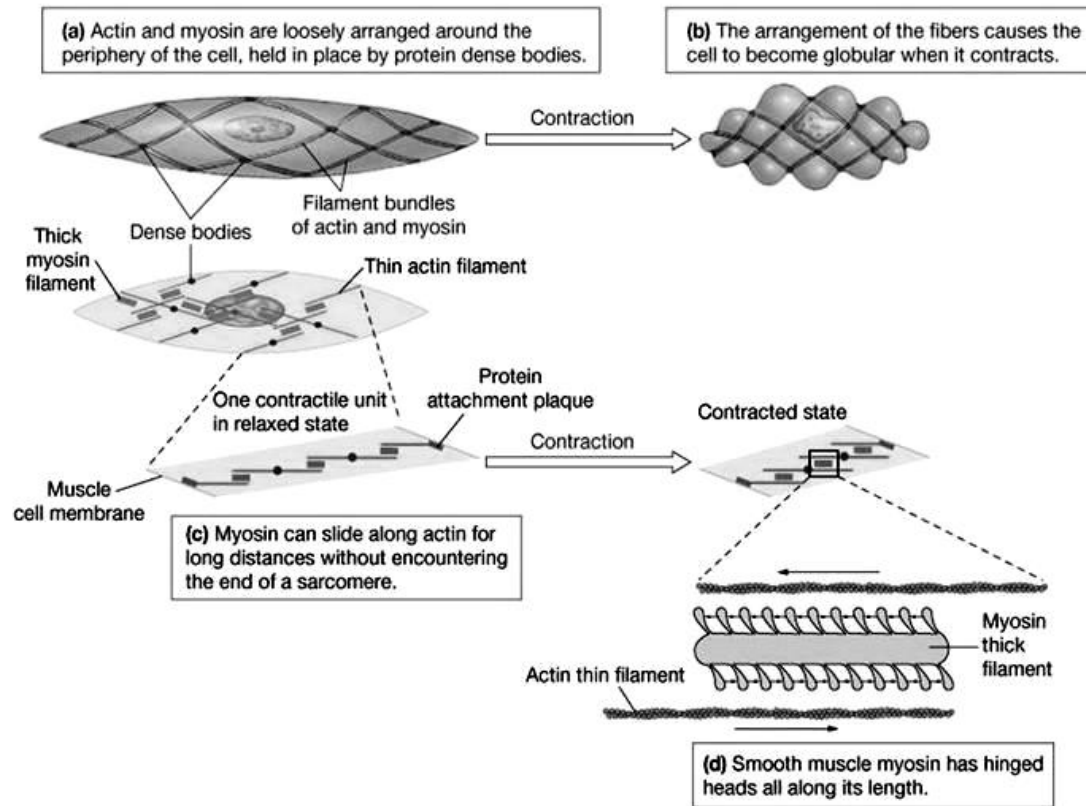 (a) Actin and myosin are loosely arranged around the
periphery of the cell, held in place by protein dense bodies.
(b) The arrangement of the fibers causes the
cell to become globular when it contracts.
Contraction
Filament bundles
of actin and myosin
Dense bodies
Thick
myosin
filament
Thin actin filament
One contractile unit
in relaxed state
Protein
attachment plaque
Contraction
Contracted state
Muscle
cell membrane
(c) Myosin can slide along actin for
long distances without encountering
the end of a sarcomere.
Myosin
thick
filament
Actin thin filament
(d) Smooth muscle myosin has hinged
heads all along its length.